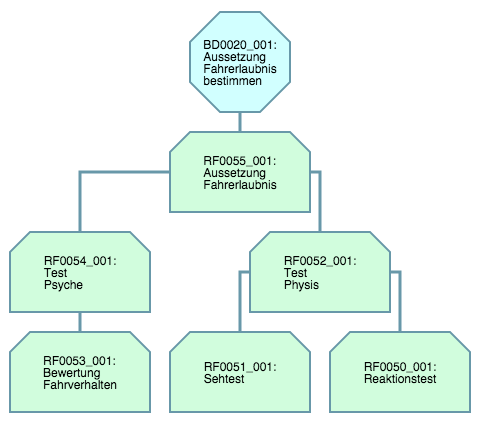 BD0020_001:
Aussetzung
Fahrerlaubnis
bestimmen
RF0055_001:
Aussetzung
Fahrerlaubnis
RF0054_001:
Test
Psyche
RF0052_001:
Test
Physis
RF0053_001:
Bewertung
Fahrverhalten
RF0051_001:
Sehtest
RF0050_001:
Reaktionstest